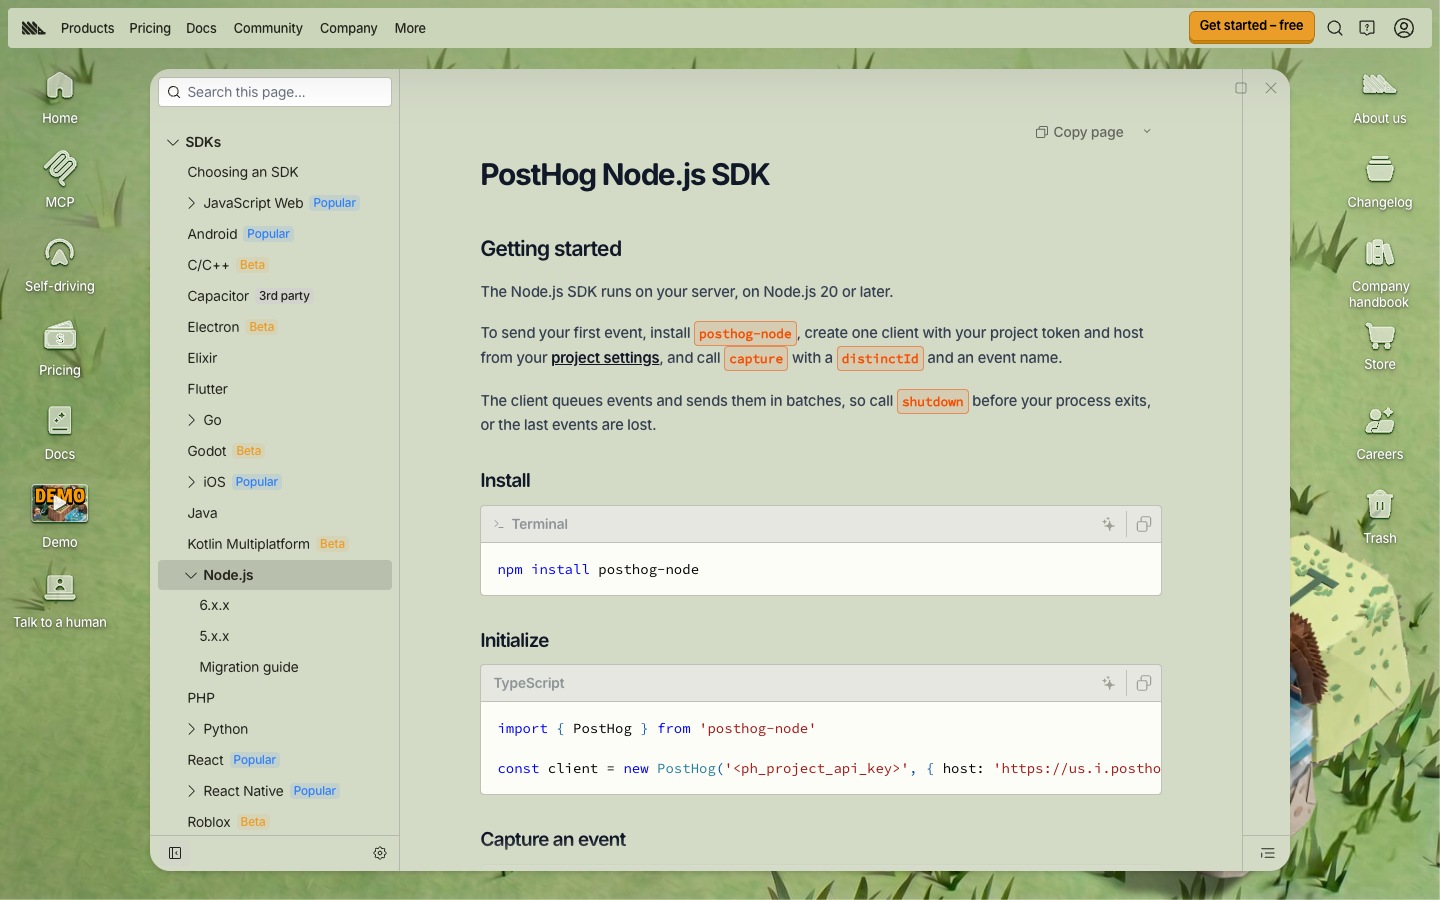 Products Pricing Docs Community Company More
Get started – free
Home
MCP
Self-driving
Pricing
Docs
DEMO
Demo
Talk to a human
Search this page...
SDKs
Choosing an SDK
JavaScript Web Popular
Android Popular
C/C++ Beta
Capacitor 3rd party
Electron Beta
Elixir
Flutter
Go
Godot Beta
iOS Popular
Java
Kotlin Multiplatform Beta
Node.js
6.x.x
5.x.x
Migration guide
PHP
Python
React Popular
React Native Popular
Roblox Beta
Copy page
PostHog Node.js SDK
Getting started
The Node.js SDK runs on your server, on Node.js 20 or later.
To send your first event, install posthog-node, create one client with your project token and host
from your project settings, and call capture with a distinctId and an event name.
The client queues events and sends them in batches, so call shutdown before your process exits,
or the last events are lost.
Install
Terminal
npm install posthog-node
Initialize
TypeScript
import { PostHog } from 'posthog-node'
const client = new PostHog('<ph_project_api_key>', { host: 'https://us.i.postho
Capture an event
About us
Changelog
Company
handbook
Store
Careers
Trash